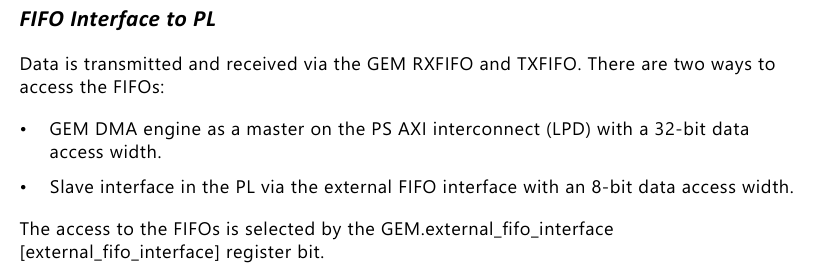 FIFO Interface to PL
Data is transmitted and received via the GEM RXFIFO and TXFIFO. There are two ways to
access the FIFOs:
• GEM DMA engine as a master on the PS AXI interconnect (LPD) with a 32-bit data
access width.
• Slave interface in the PL via the external FIFO interface with an 8-bit data access width.
The access to the FIFOs is selected by the GEM.external_fifo_interface
[external_fifo_interface] register bit.